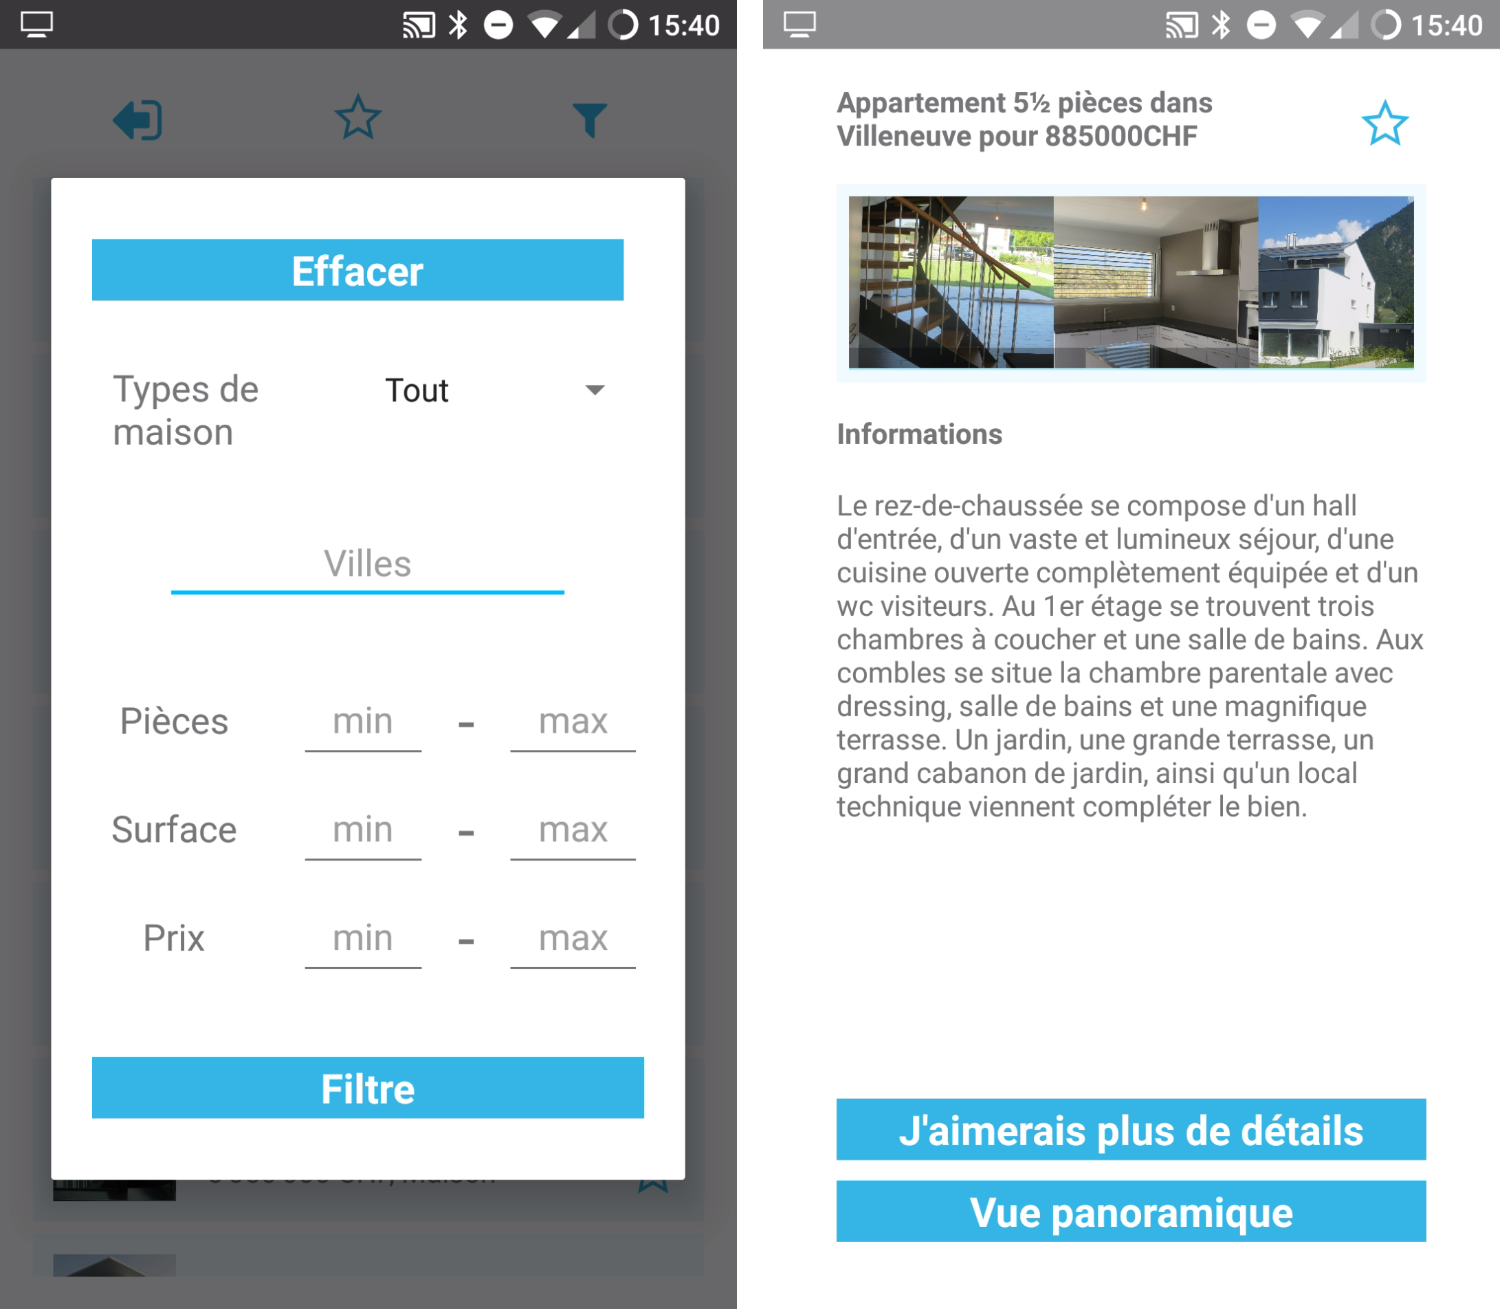 15:40
Effacer
Types de
maison
Tout
Villes
Pièces
min - max
Surface
min - max
Prix
min - max
Filtre
15:40
Appartement 5½ pièces dans
Villeneuve pour 885000CHF
Informations
Le rez-de-chaussée se compose d'un hall
d'entrée, d'un vaste et lumineux séjour, d'une
cuisine ouverte complètement équipée et d'un
wc visiteurs. Au 1er étage se trouvent trois
chambres à coucher et une salle de bains. Aux
combles se situe la chambre parentale avec
dressing, salle de bains et une magnifique
terrasse. Un jardin, une grande terrasse, un
grand cabanon de jardin, ainsi qu'un local
technique viennent compléter le bien.
J'aimerais plus de détails
Vue panoramique